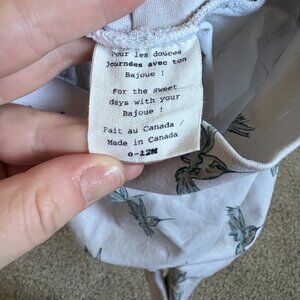 Pour les douces
journées avec ton
Bajoue !
For the sweet
days with your
Bajoue !
Fait au Canada /
Made in Canada
0-12M